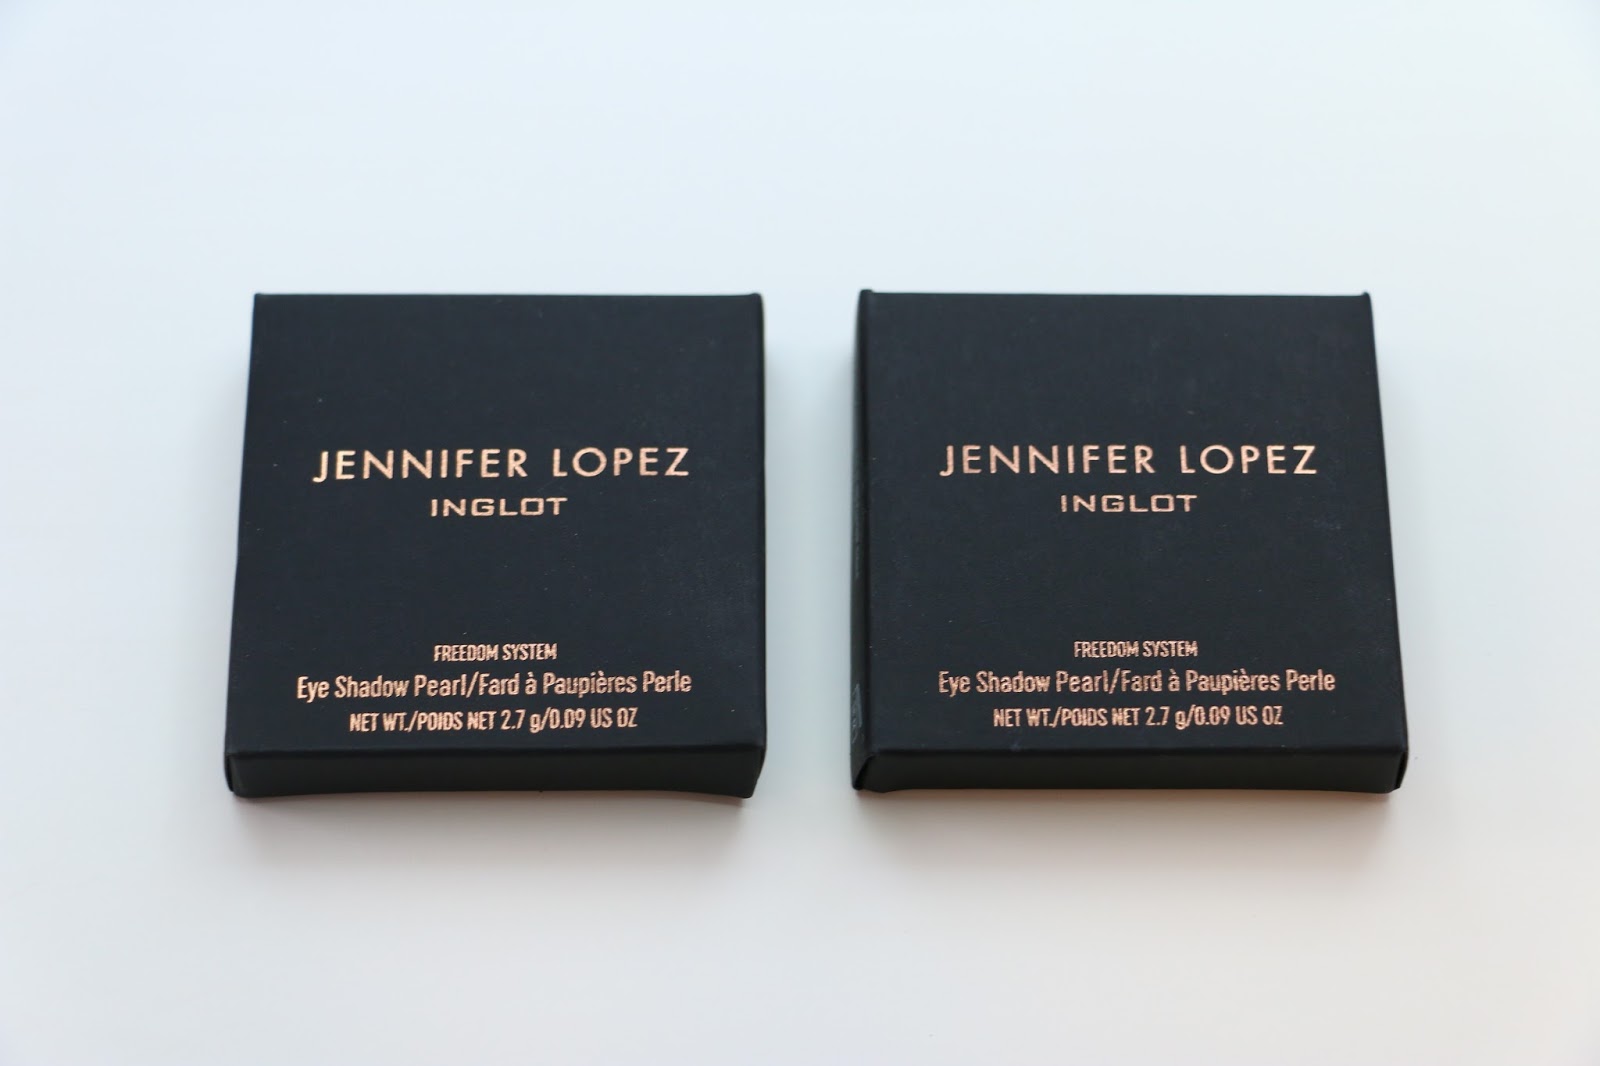 JENNIFER LOPEZ
INGLOT
FREEDOM SYSTEM
Eye Shadow Pearl/Fard à Paupières Perle
NET WT./POIDS NET 2.7 g/0.09 US OZ
JENNIFER LOPEZ
INGLOT
FREEDOM SYSTEM
Eye Shadow Pearl/Fard à Paupières Perle
NET WT./POIDS NET 2.7 g/0.09 US OZ